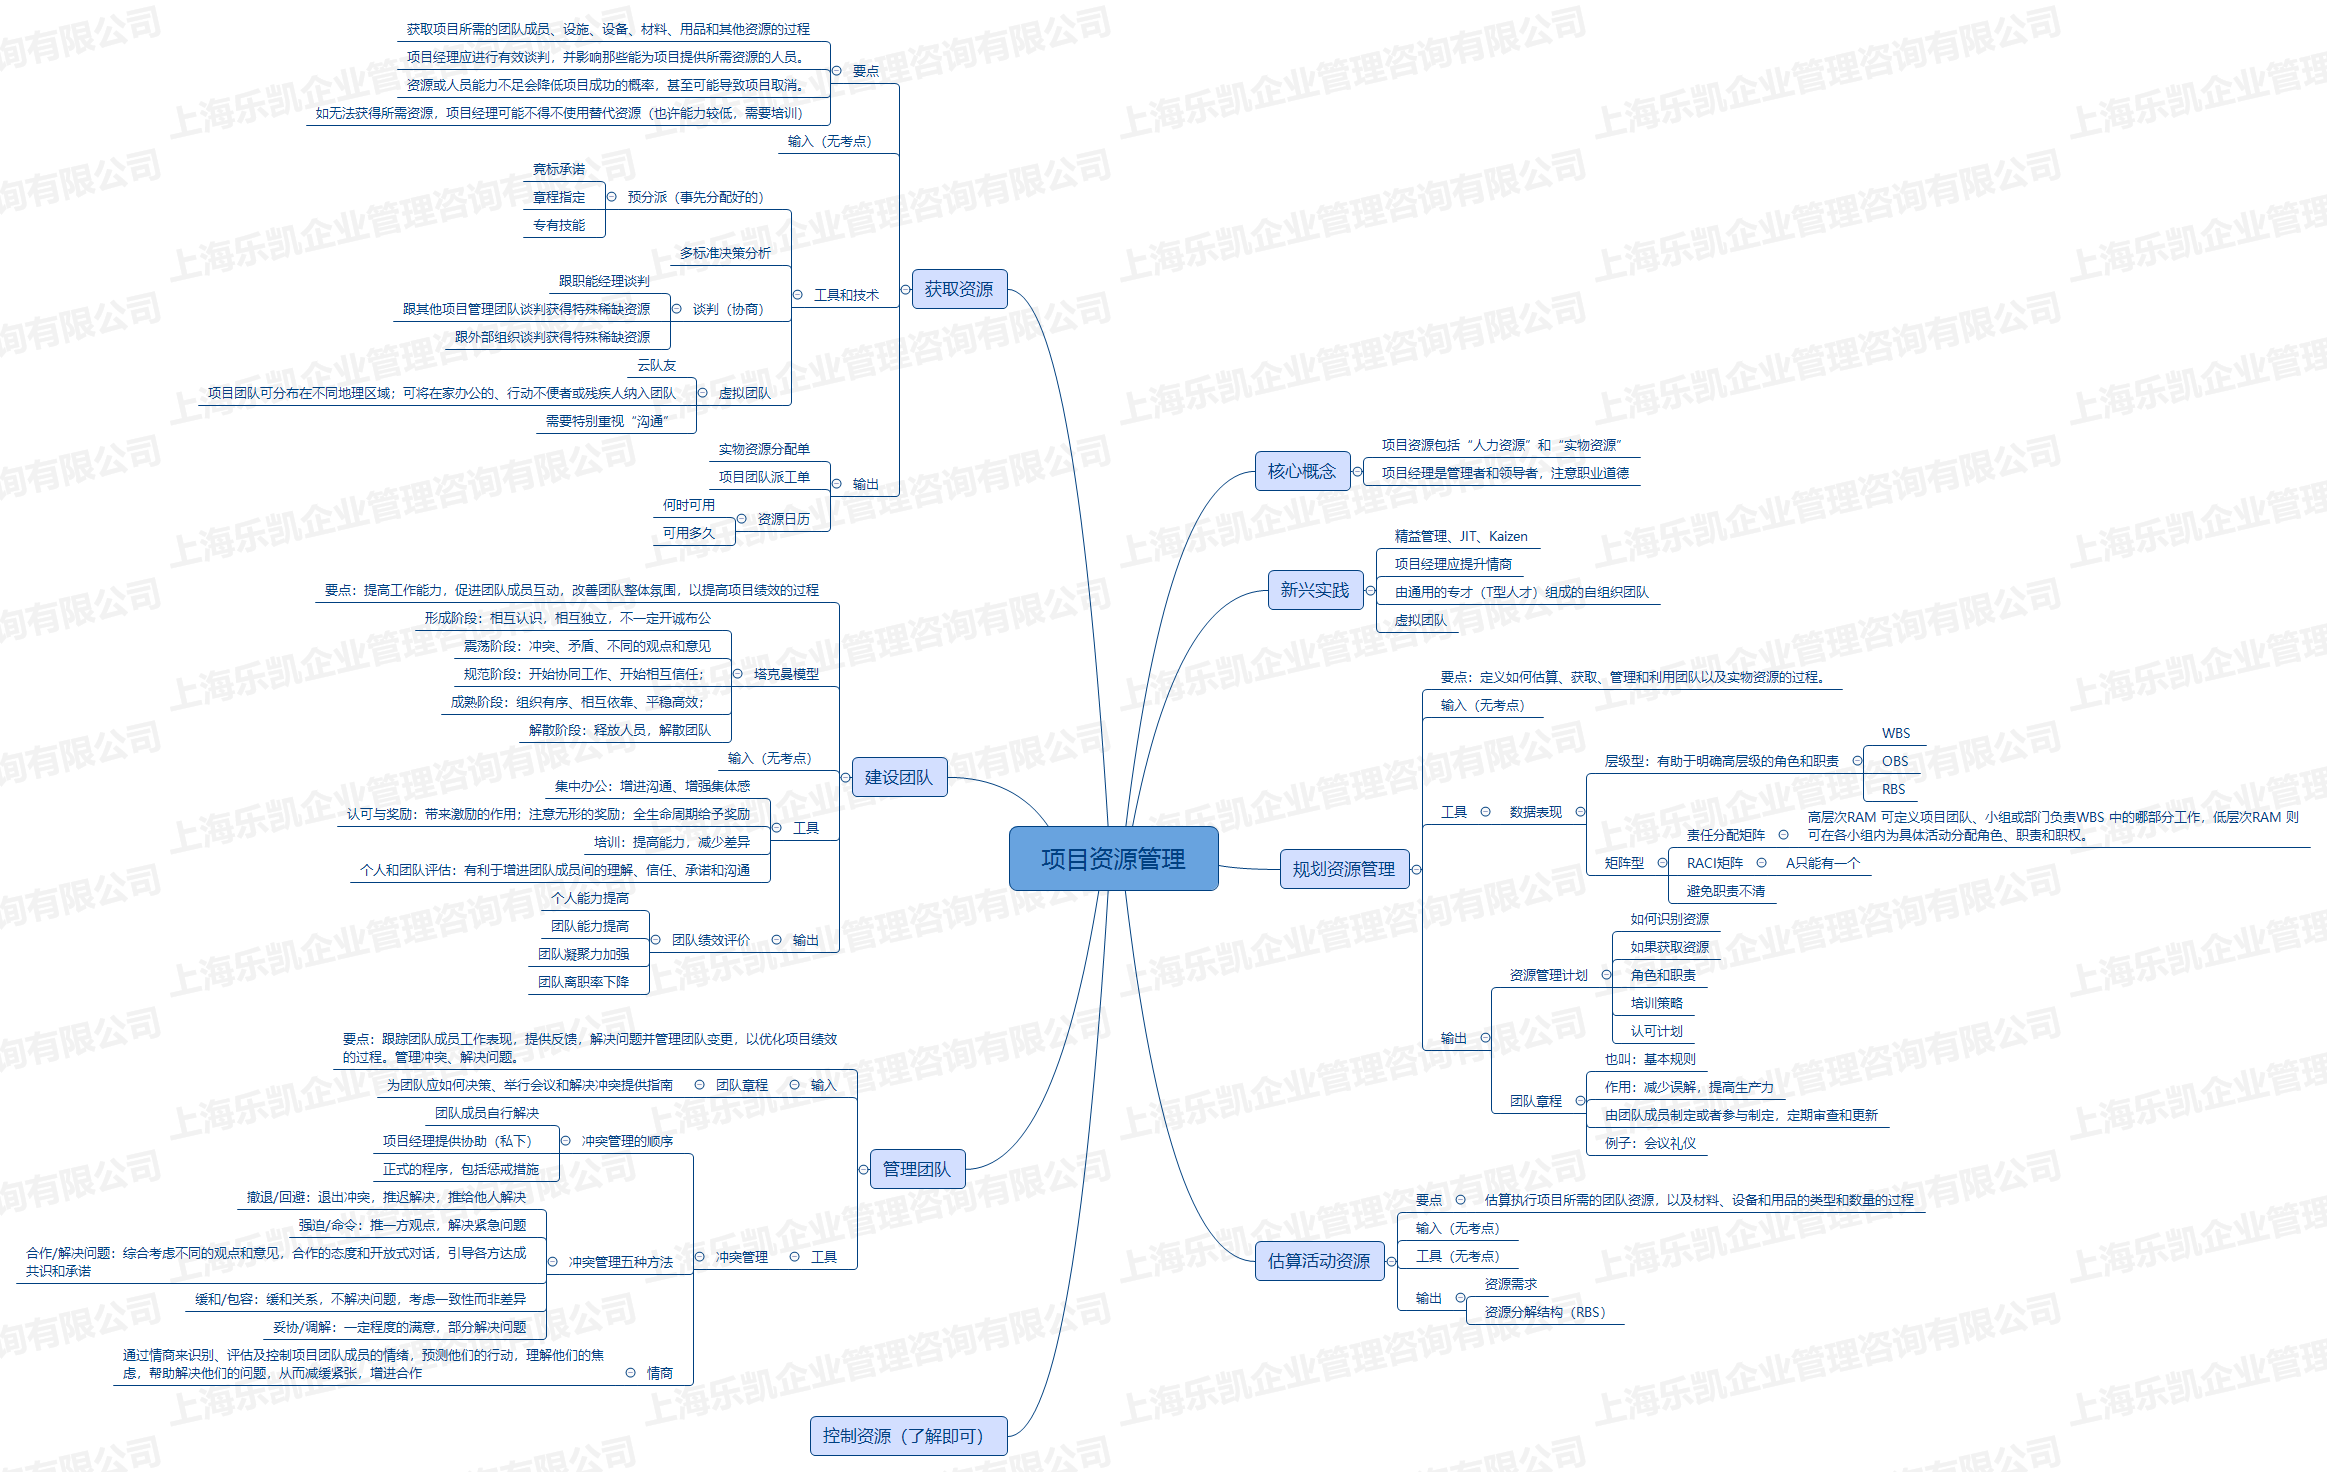 项目资源管理
核心概念
项目资源包括“人力资源”和“实物资源”
项目经理是管理者和领导者，注意职业道德
新兴实践
精益管理、JIT、Kaizen
项目经理应提升情商
由通用的专才（T型人才）组成的自组织团队
虚拟团队
规划资源管理
要点：定义如何估算、获取、管理和利用团队以及实物资源的过程。
输入（无考点）
工具
数据表现
层级型：有助于明确高层级的角色和职责
WBS
OBS
RBS
矩阵型
责任分配矩阵
高层次RAM 可定义项目团队、小组或部门负责WBS 中的哪部分工作，低层次RAM 则
可在各小组内为具体活动分配角色、职责和职权。
RACI矩阵
A只能有一个
避免职责不清
输出
资源管理计划
如何识别资源
如果获取资源
角色和职责
培训策略
认可计划
团队章程
也叫：基本规则
作用：减少误解，提高生产力
由团队成员制定或者参与制定，定期审查和更新
例子：会议礼仪
估算活动资源
要点
估算执行项目所需的团队资源，以及材料、设备和用品的类型和数量的过程
输入（无考点）
工具（无考点）
输出
资源需求
资源分解结构（RBS）
获取资源
要点
获取项目所需的团队成员、设施、设备、材料、用品和其他资源的过程
项目经理应进行有效谈判，并影响那些能为项目提供所需资源的人员。
资源或人员能力不足会降低项目成功的概率，甚至可能导致项目取消。
如无法获得所需资源，项目经理可能不得不使用替代资源（也许能力较低，需要培训）
输入（无考点）
工具和技术
预分派（事先分配好的）
竟标承诺
章程指定
专有技能
多标准决策分析
谈判（协商）
跟职能经理谈判
跟其他项目管理团队谈判获得特殊稀缺资源
跟外部组织谈判获得特殊稀缺资源
虚拟团队
云队友
项目团队可分布在不同地理区域；可将在家办公的、行动不便者或残疾人纳入团队
需要特别重视“沟通”
输出
实物资源分配单
项目团队派工单
资源日历
何时可用
可用多久
建设团队
要点：提高工作能力，促进团队成员互动，改善团队整体氛围，以提高项目绩效的过程
塔克曼模型
形成阶段：相互认识，相互独立，不一定开诚布公
震荡阶段：冲突、矛盾、不同的观点和意见
规范阶段：开始协同工作、开始相互信任；
成熟阶段：组织有序、相互依靠、平稳高效；
解散阶段：释放人员，解散团队
输入（无考点）
工具
集中办公：增进沟通、增强集体感
认可与奖励：带来激励的作用；注意无形的奖励；全生命周期给予奖励
培训：提高能力，减少差异
个人和团队评估：有利于增进团队成员间的理解、信任、承诺和沟通
输出
团队绩效评价
个人能力提高
团队能力提高
团队凝聚力加强
团队离职率下降
管理团队
要点：跟踪团队成员工作表现，提供反馈，解决问题并管理团队变更，以优化项目绩效
的过程。管理冲突、解决问题。
输入
团队章程
为团队应如何决策、举行会议和解决冲突提供指南
工具
冲突管理
冲突管理的顺序
团队成员自行解决
项目经理提供协助（私下）
正式的程序，包括惩戒措施
冲突管理五种方法
撤退/回避：退出冲突，推迟解决，推给他人解决
强迫/命令：推一方观点，解决紧急问题
合作/解决问题：综合考虑不同的观点和意见，合作的态度和开放式对话，引导各方达成
共识和承诺
缓和/包容：缓和关系，不解决问题，考虑一致性而非差异
妥协/调解：一定程度的满意，部分解决问题
情商
通过情商来识别、评估及控制项目团队成员的情绪，预测他们的行动，理解他们的焦
虑，帮助解决他们的问题，从而减缓紧张，增进合作
控制资源（了解即可）
上海乐凯企业管理咨询有限公司